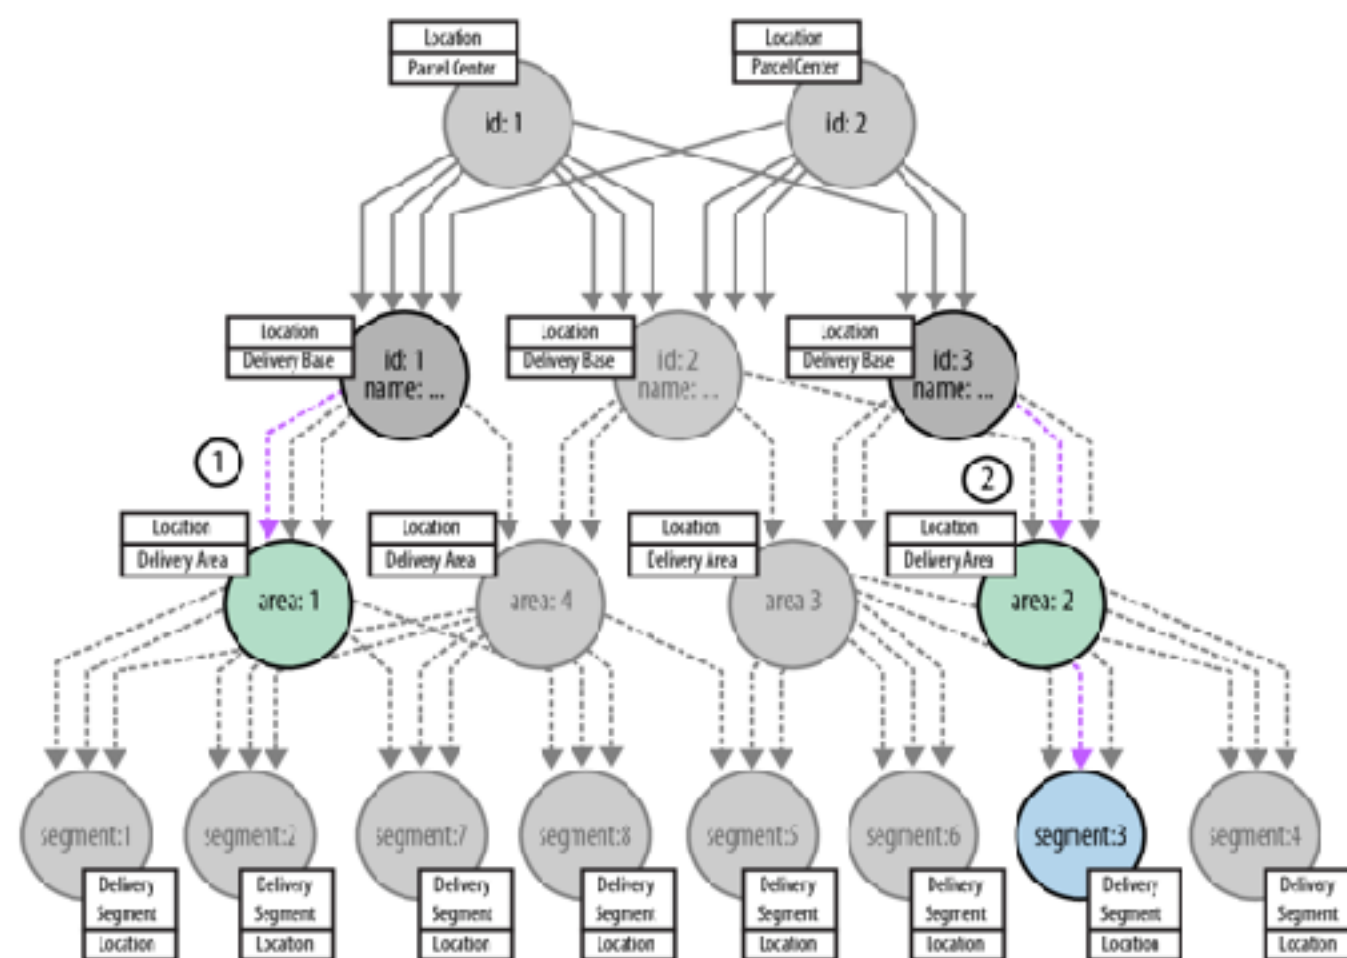 Location
Parcel Center
id: 1
Location
Parcel Center
id: 2
Location
Delivery Base
id: 1
name: ...
Location
Delivery Base
id: 2
name: ...
Location
Delivery Base
id: 3
name: ...
1
2
Location
Delivery Area
area: 1
Location
Delivery Area
area: 4
Location
Delivery Area
area 3
Location
Delivery Area
area: 2
segment:1
Delivery
Segment
Location
segment:2
Delivery
Segment
Location
segment:7
Delivery
Segment
Location
segment:8
Delivery
Segment
Location
segment:5
Delivery
Segment
Location
segment:6
Delivery
Segment
Location
segment:3
Delivery
Segment
Location
segment:4
Delivery
Segment
Location